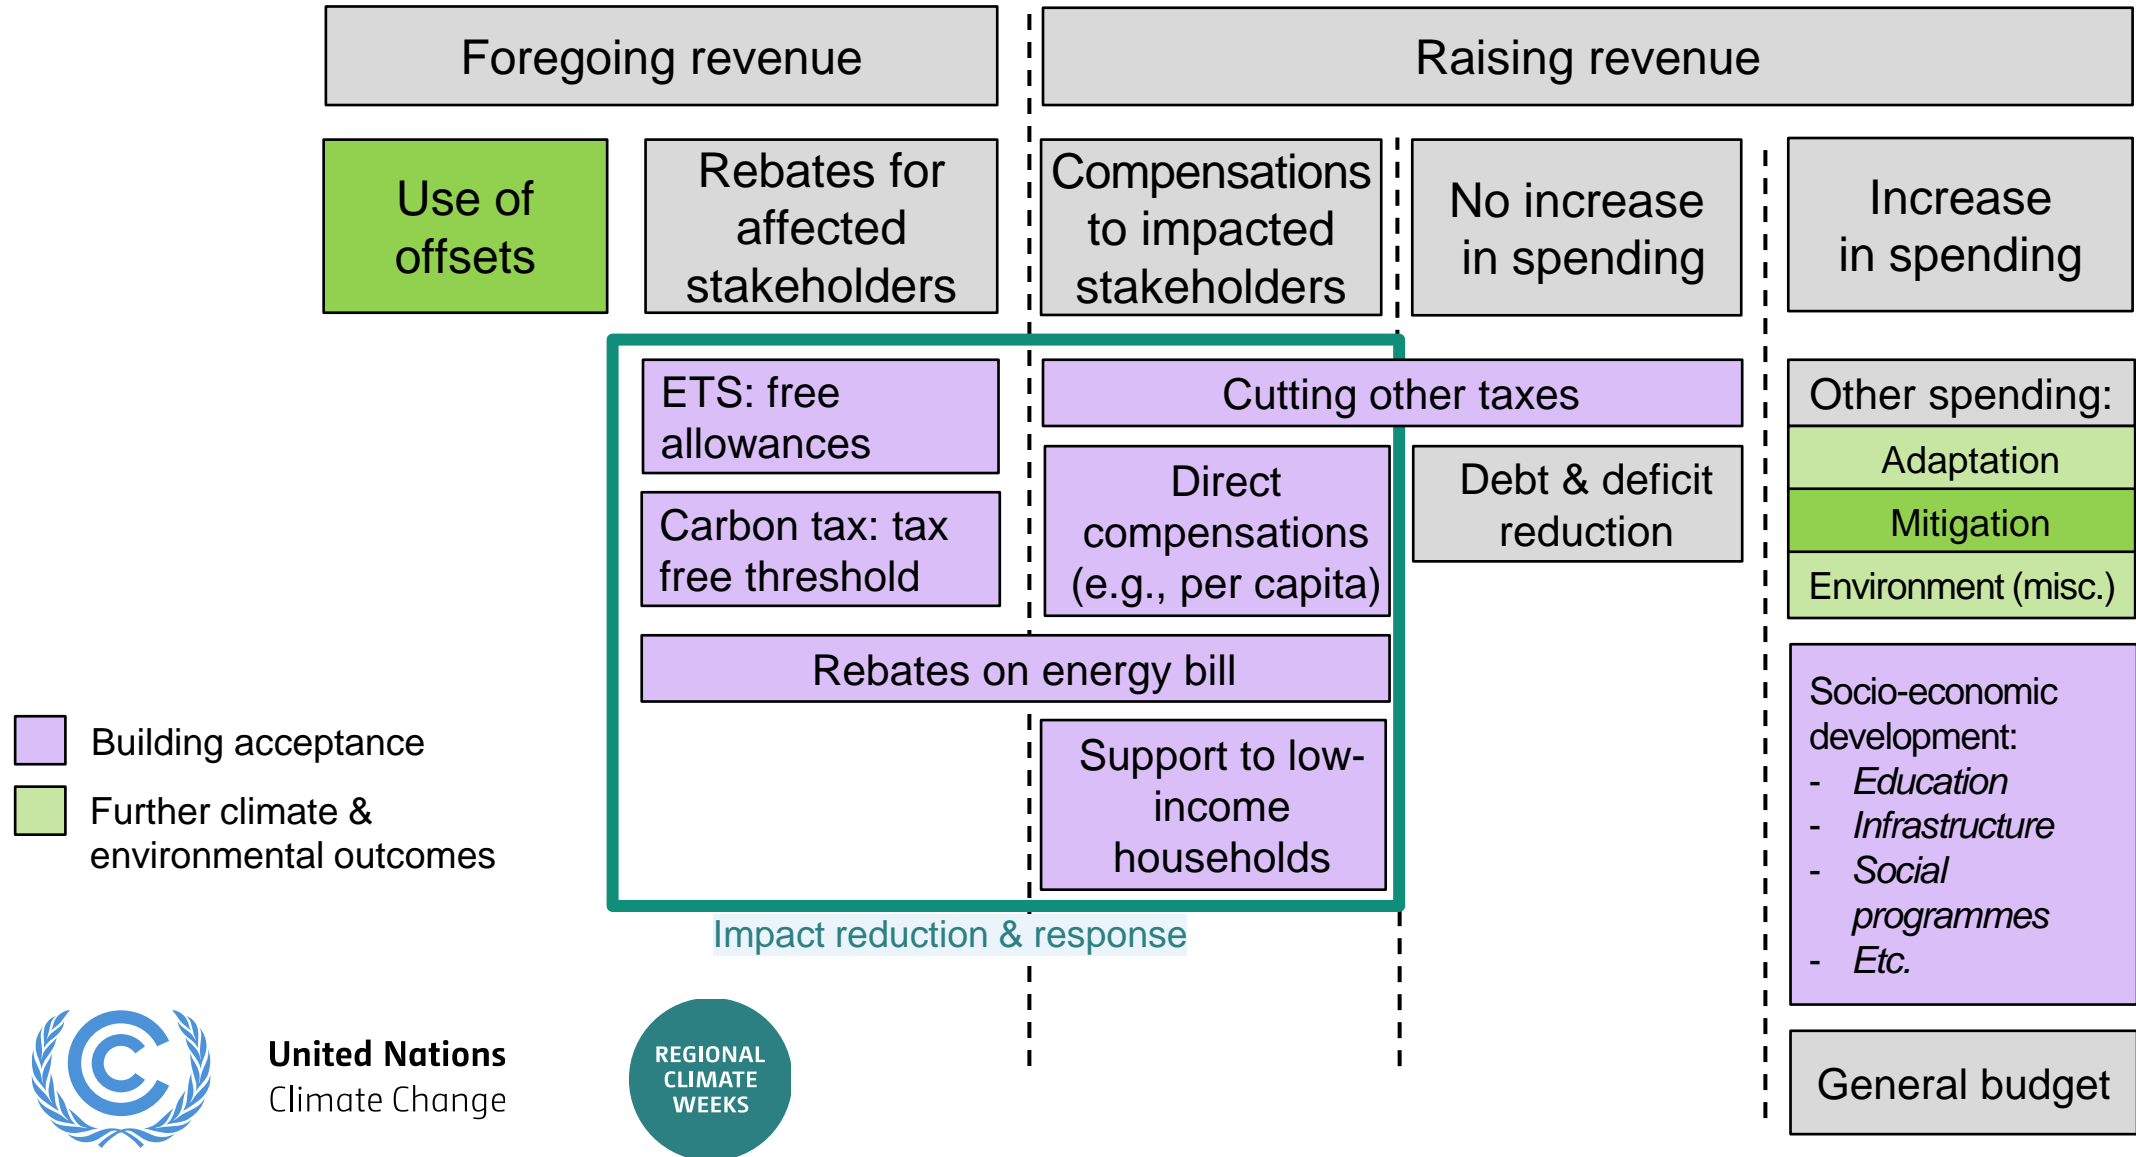 Foregoing revenue
Raising revenue
Use of
offsets
Rebates for
affected
stakeholders
Compensations
to impacted
stakeholders
No increase
in spending
Increase
in spending
ETS: free
allowances
Carbon tax: tax
free threshold
Cutting other taxes
Direct
compensations
(e.g., per capita)
Debt & deficit
reduction
Rebates on energy bill
Support to low-
income
households
Impact reduction & response
Other spending:
Adaptation
Mitigation
Environment (misc.)
Socio-economic
development:
- Education
- Infrastructure
- Social
programmes
- Etc.
General budget
Building acceptance
Further climate &
environmental outcomes
United Nations
Climate Change
REGIONAL
CLIMATE
WEEKS